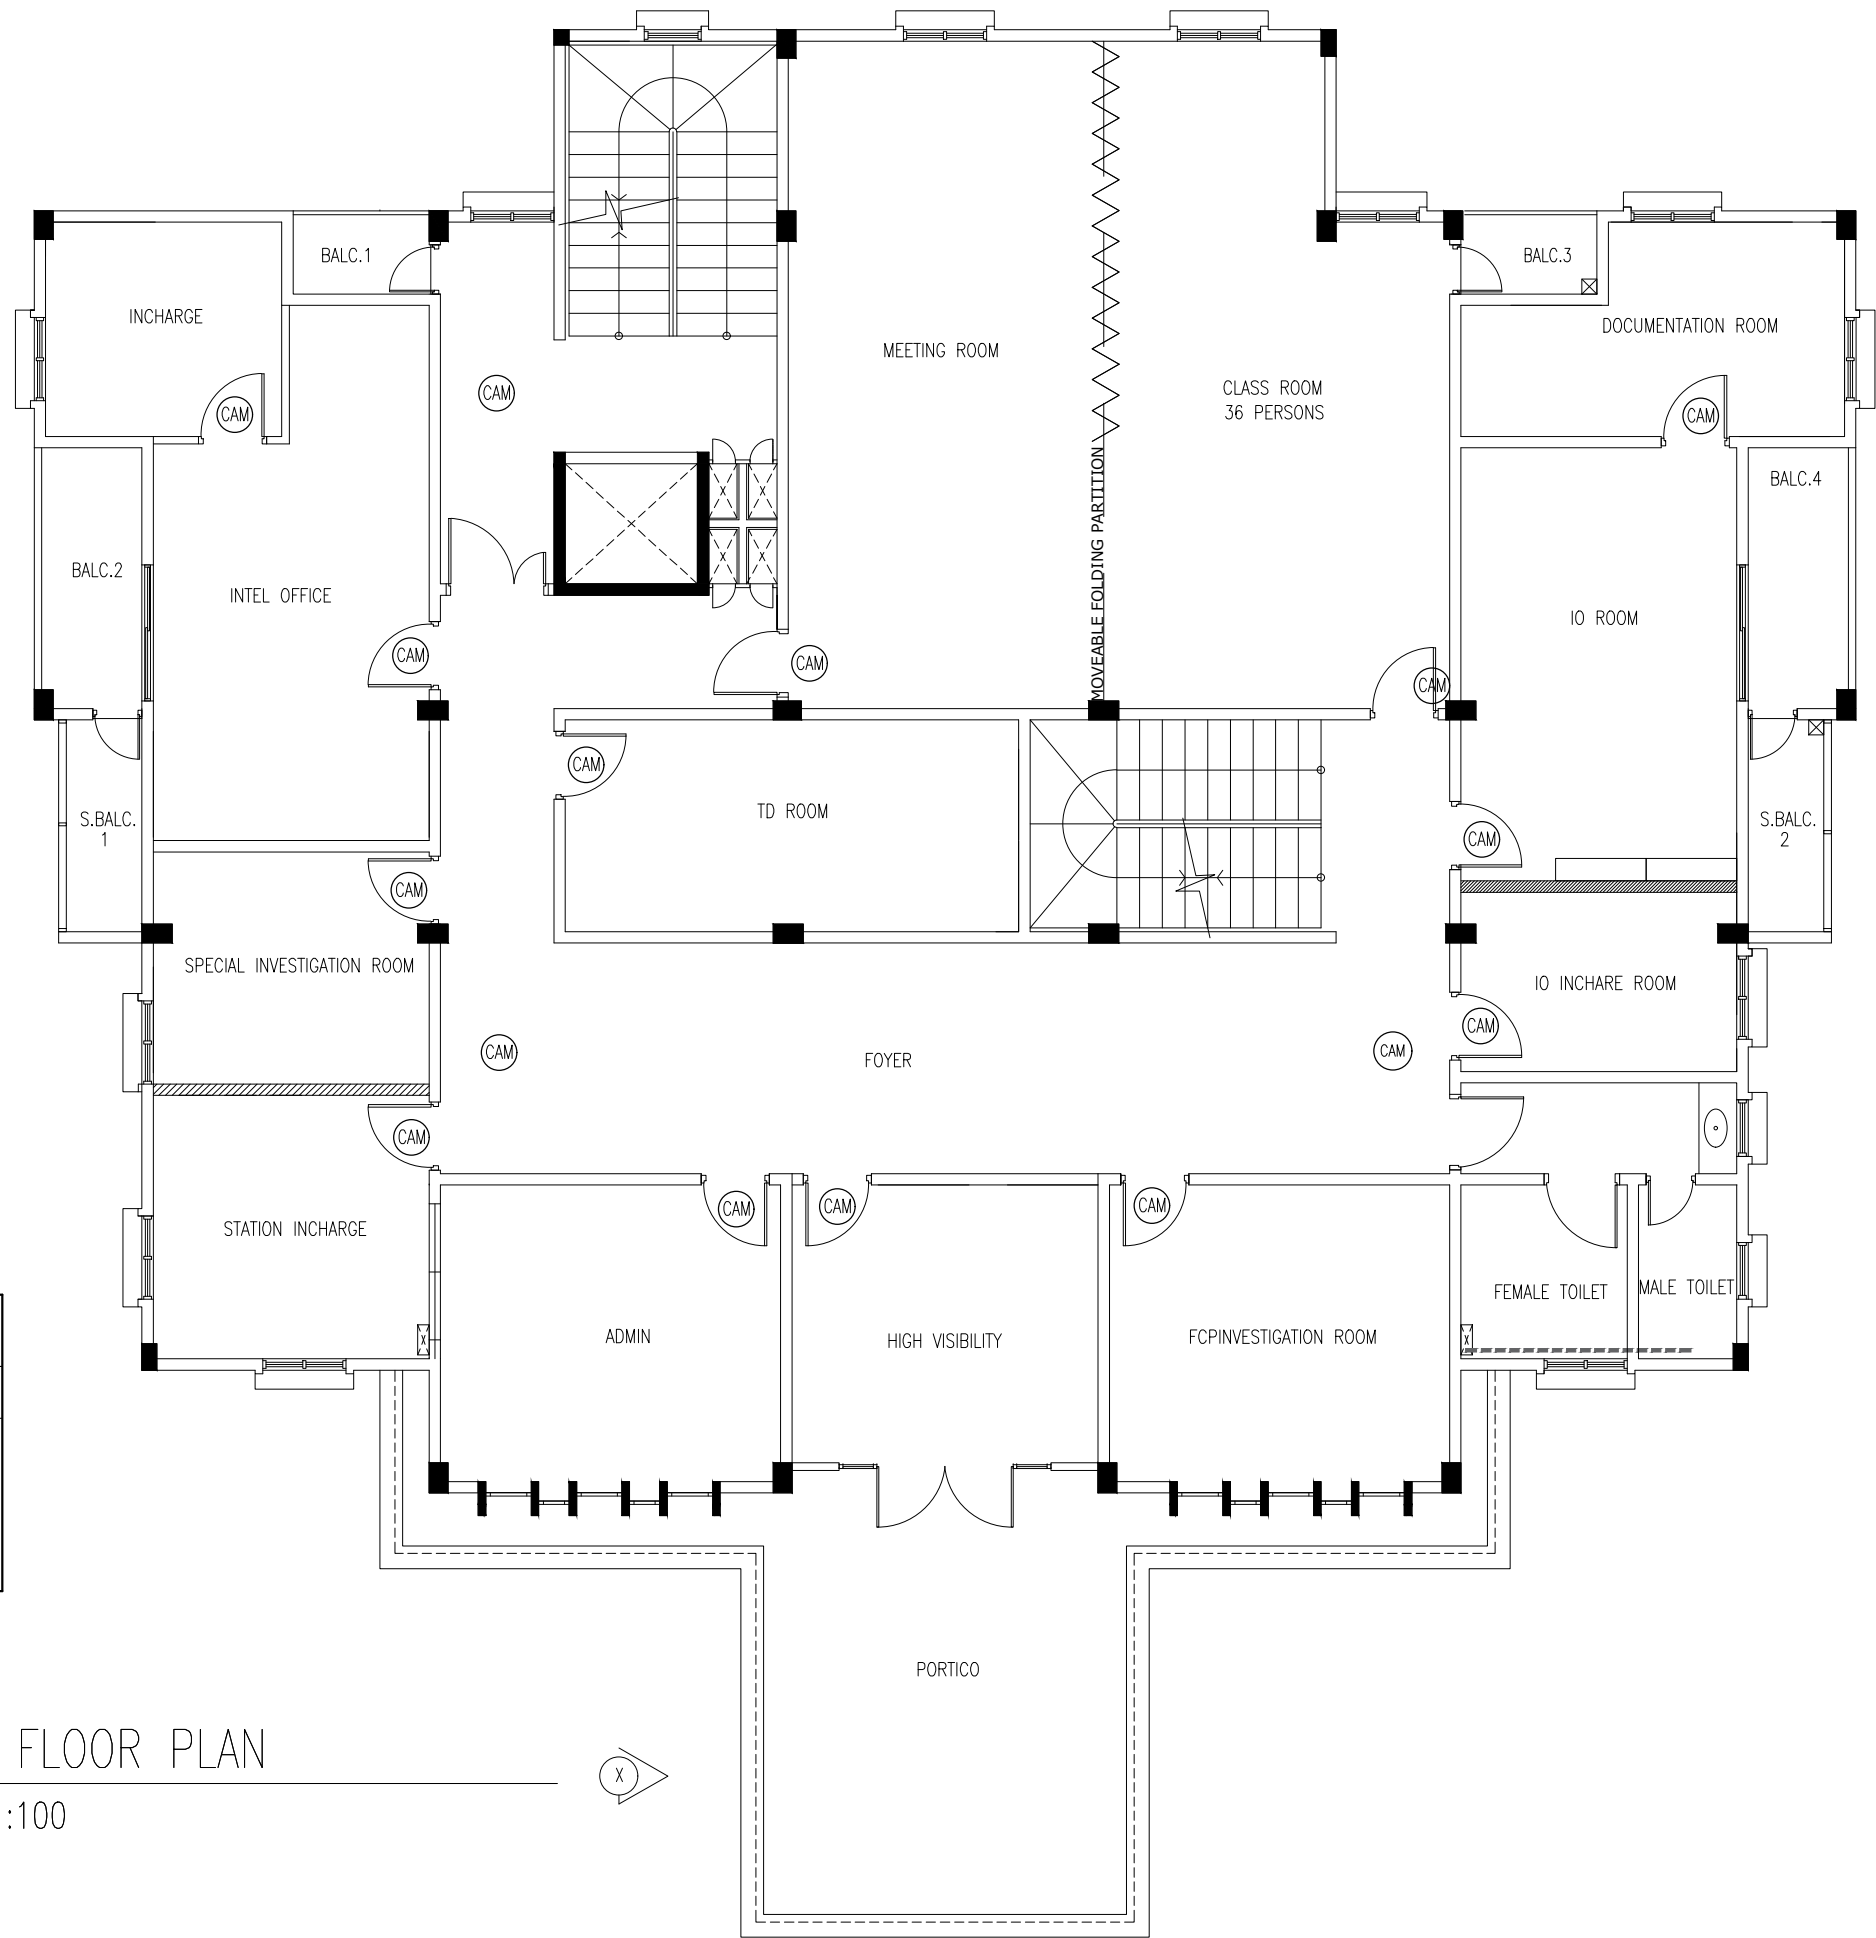 BALC.1
BALC.3
INCHARGE
DOCUMENTATION ROOM
MEETING ROOM
CLASS ROOM
36 PERSONS
CAM
CAM
CAM
MOVEABLE FOLDING PARTITION
BALC.4
X
X
X
X
BALC.2
INTEL OFFICE
IO ROOM
CAM
CAM
CAM
CAM
TD ROOM
S.BALC.
1
S.BALC.
2
CAM
CAM
SPECIAL INVESTIGATION ROOM
IO INCHARE ROOM
CAM
CAM
CAM
FOYER
CAM
STATION INCHARGE
CAM
CAM
CAM
FEMALE TOILET
MALE TOILET
ADMIN
HIGH VISIBILITY
FCPINVESTIGATION ROOM
X
X
PORTICO
FLOOR PLAN
X
:100